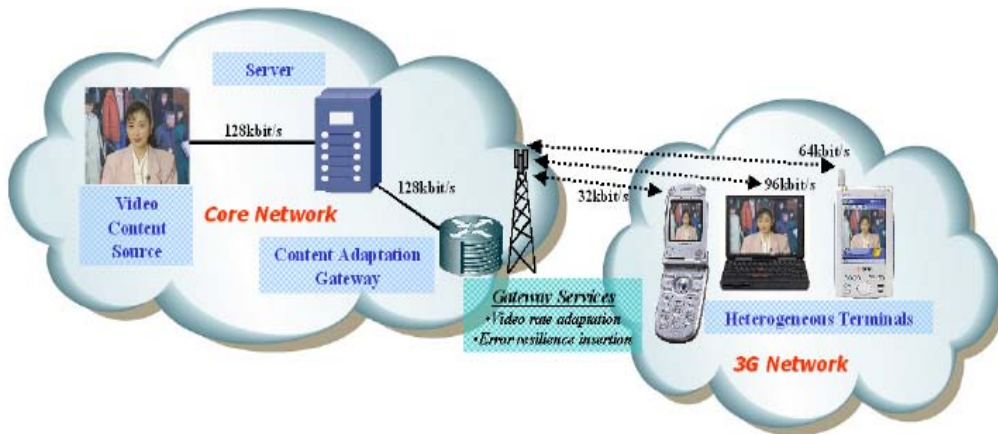 Server
128kbit/s
128kbit/s
Video
Content
Source
Core Network
Content Adaptation
Gateway
64kbit/s
96kbit/s
32kbit/s
Gateway Services
•Video rate adaptation
•Error resilience insertion
Heterogeneous Terminals
3G Network